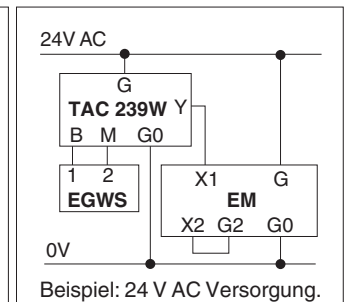 24V AC
G
TAC 239W Y
B M G0
1 2
EGWS
X1 G
EM
X2 G2 G0
0V
Beispiel: 24 V AC Versorgung.